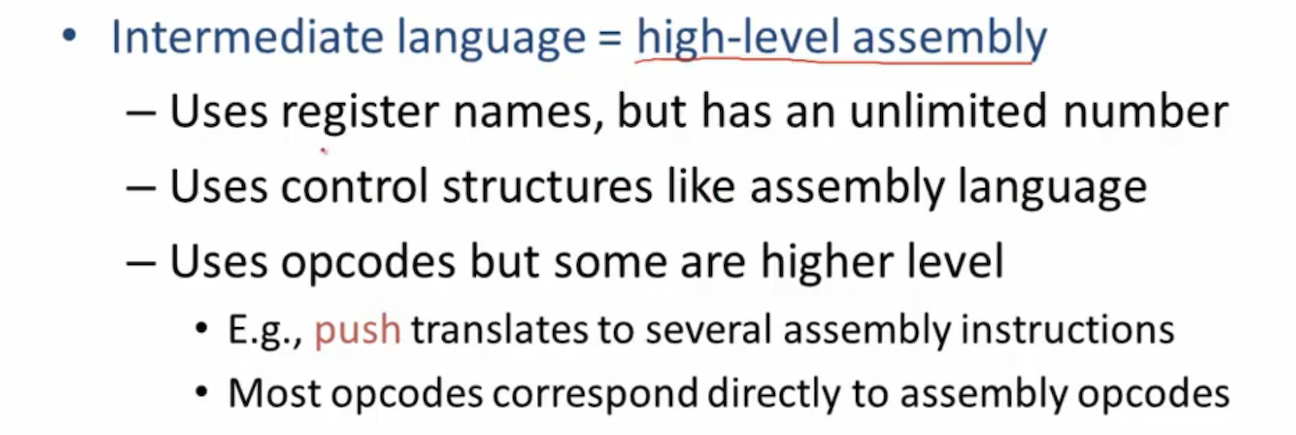 • Intermediate language = high-level assembly
– Uses register names, but has an unlimited number
– Uses control structures like assembly language
– Uses opcodes but some are higher level
• E.g., push translates to several assembly instructions
• Most opcodes correspond directly to assembly opcodes